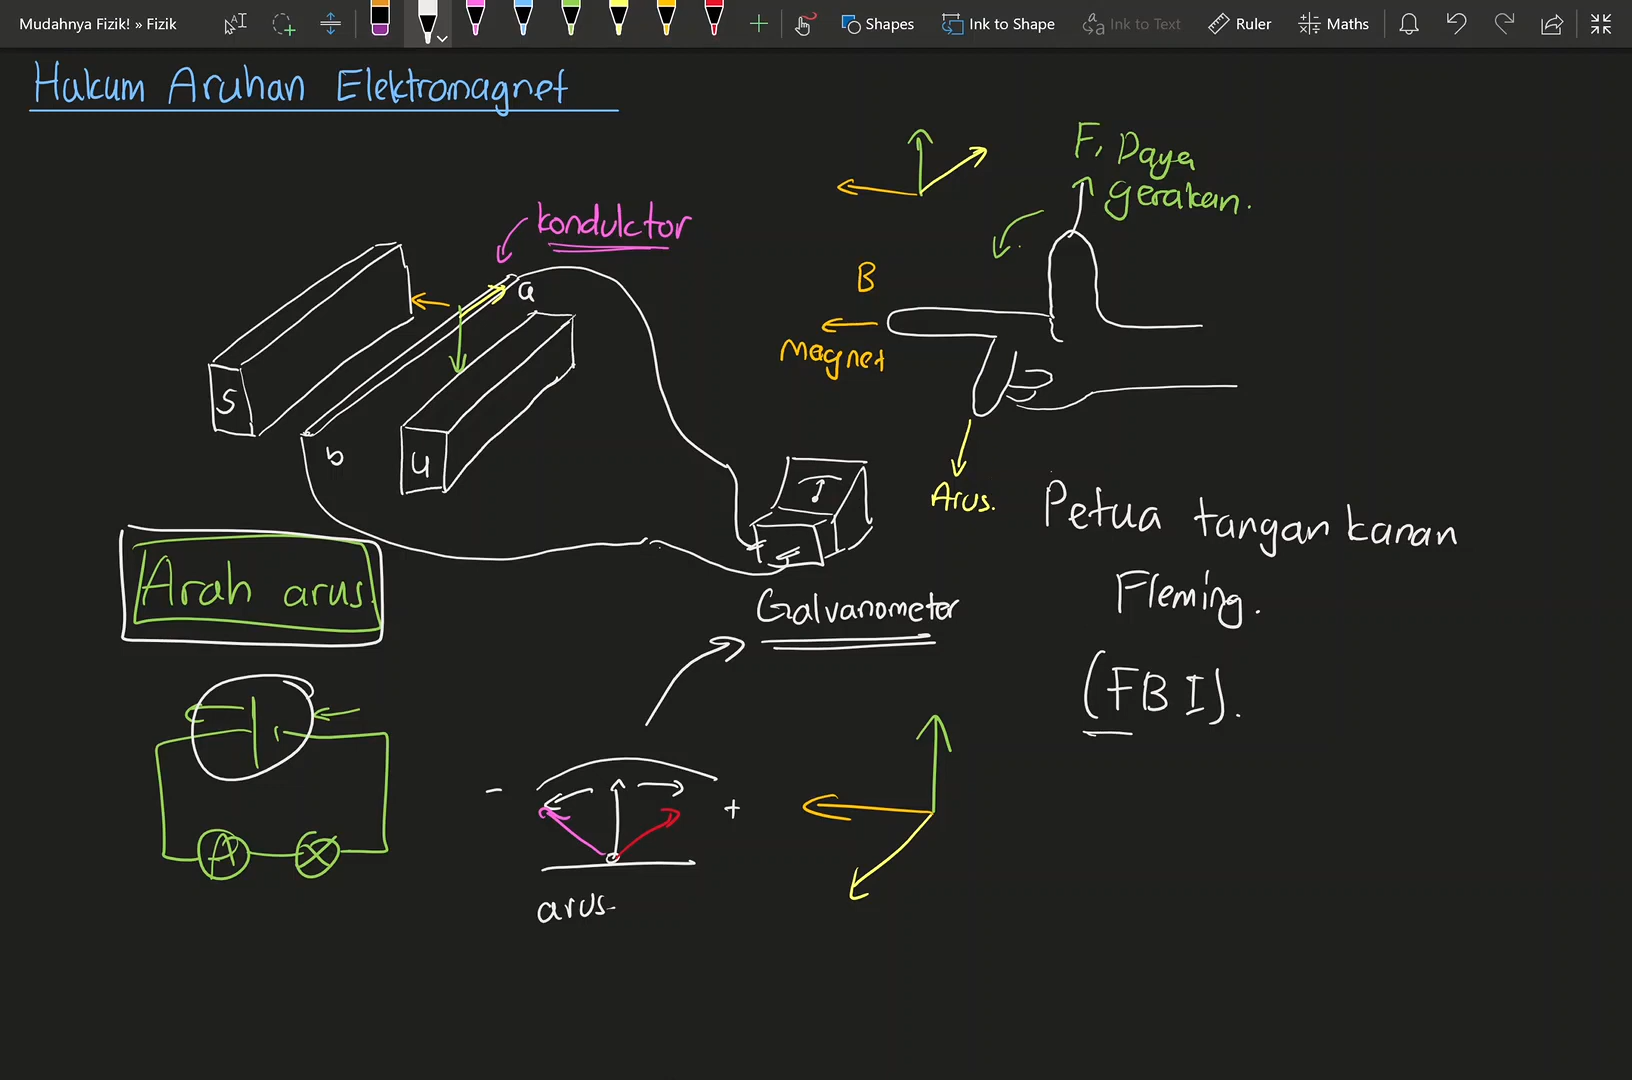 Mudahnya Fizik! » Fizik
Shapes
Ink to Shape
Ink to Text
Ruler
Maths
Hukum Aruhan Elektromagnet
F, Daya
gerakan.
konduktor
a
B
Magnet
S
b
U
Arus.
Petua tangan kanan
Fleming.
(FBI).
Arah arus.
Galvanometer
-
+
A
arus